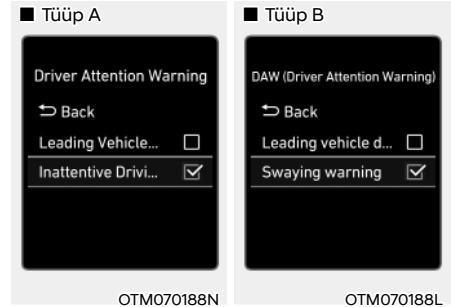 ■ Tüüp A
Driver Attention Warning
Back
Leading Vehicle...
Inattentive Drivi...
OTM070188N
■ Tüüp B
DAW (Driver Attention Warning)
Back
Leading vehicle d...
Swaying warning
OTM070188L